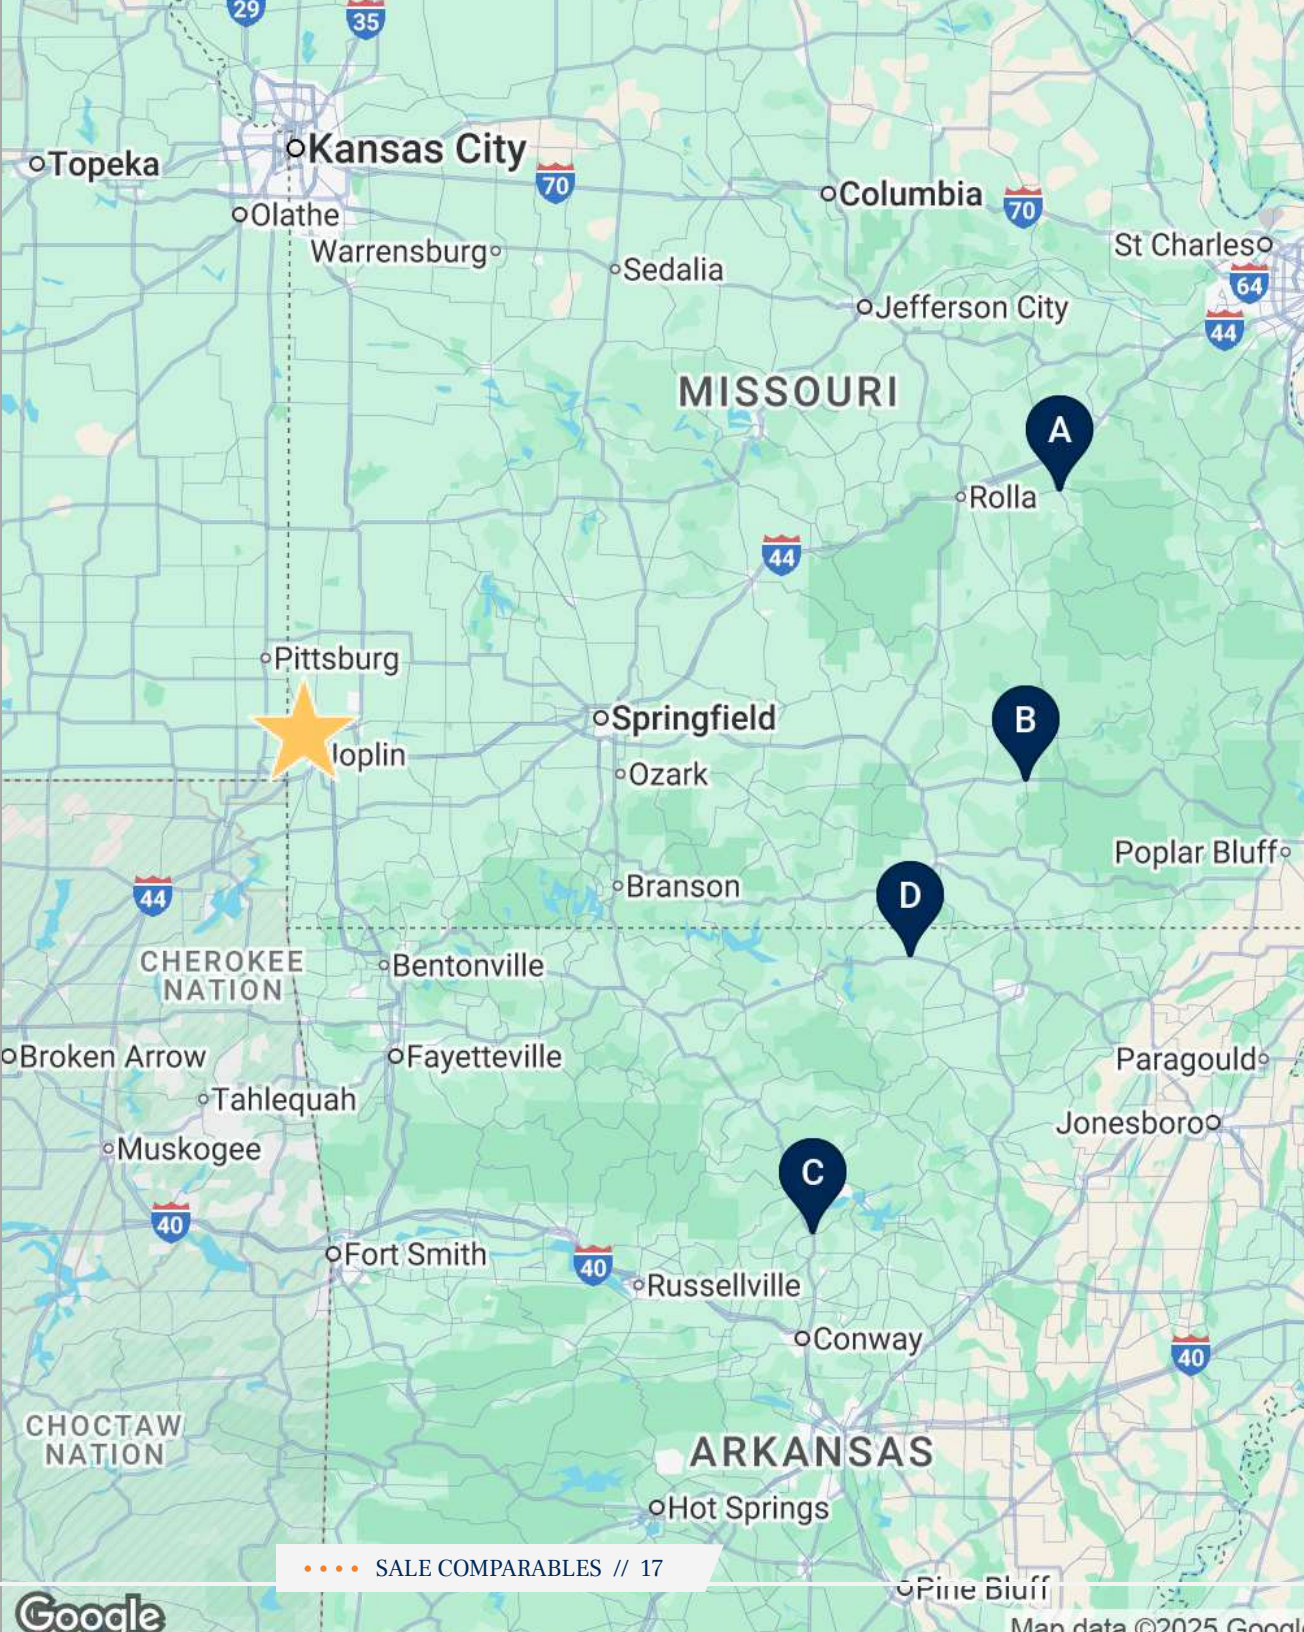 29
35
Kansas City
Topeka
70
Columbia
70
Olathe
Warrensburg
St Charles
Sedalia
64
Jefferson City
44
MISSOURI
A
Rolla
44
Pittsburg
Springfield
B
Joplin
Ozark
Poplar Bluff
44
Branson
D
CHEROKEE
NATION
Bentonville
Broken Arrow
Fayetteville
Paragould
Tahlequah
Jonesboro
Muskogee
C
40
Fort Smith
40
Russellville
Conway
40
CHOCTAW
NATION
ARKANSAS
Hot Springs
SALE COMPARABLES // 17
Pine Bluff
Google
Map data ©2025 Google